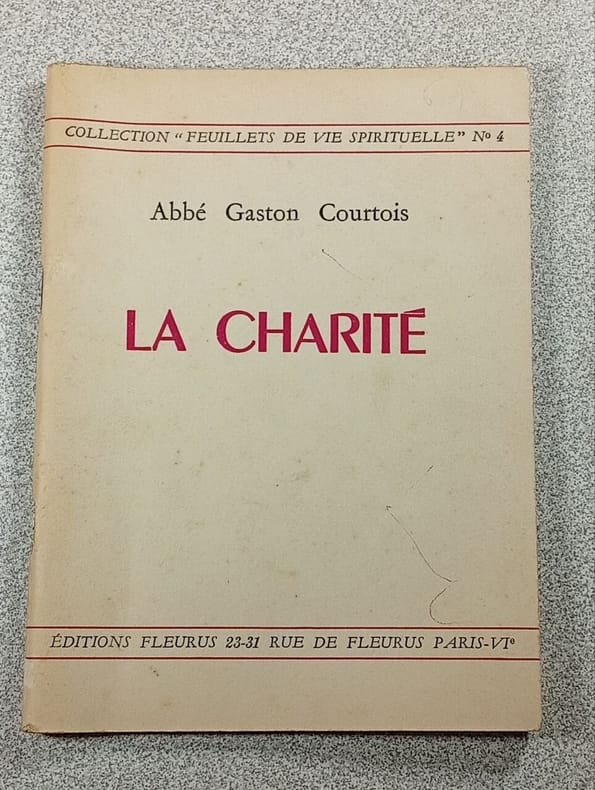 COLLECTION "FEUILLETS DE VIE SPIRITUELLE" No 4
Abbé Gaston Courtois
LA CHARITÉ
ÉDITIONS FLEURUS 23-31 RUE DE FLEURUS PARIS-VIe